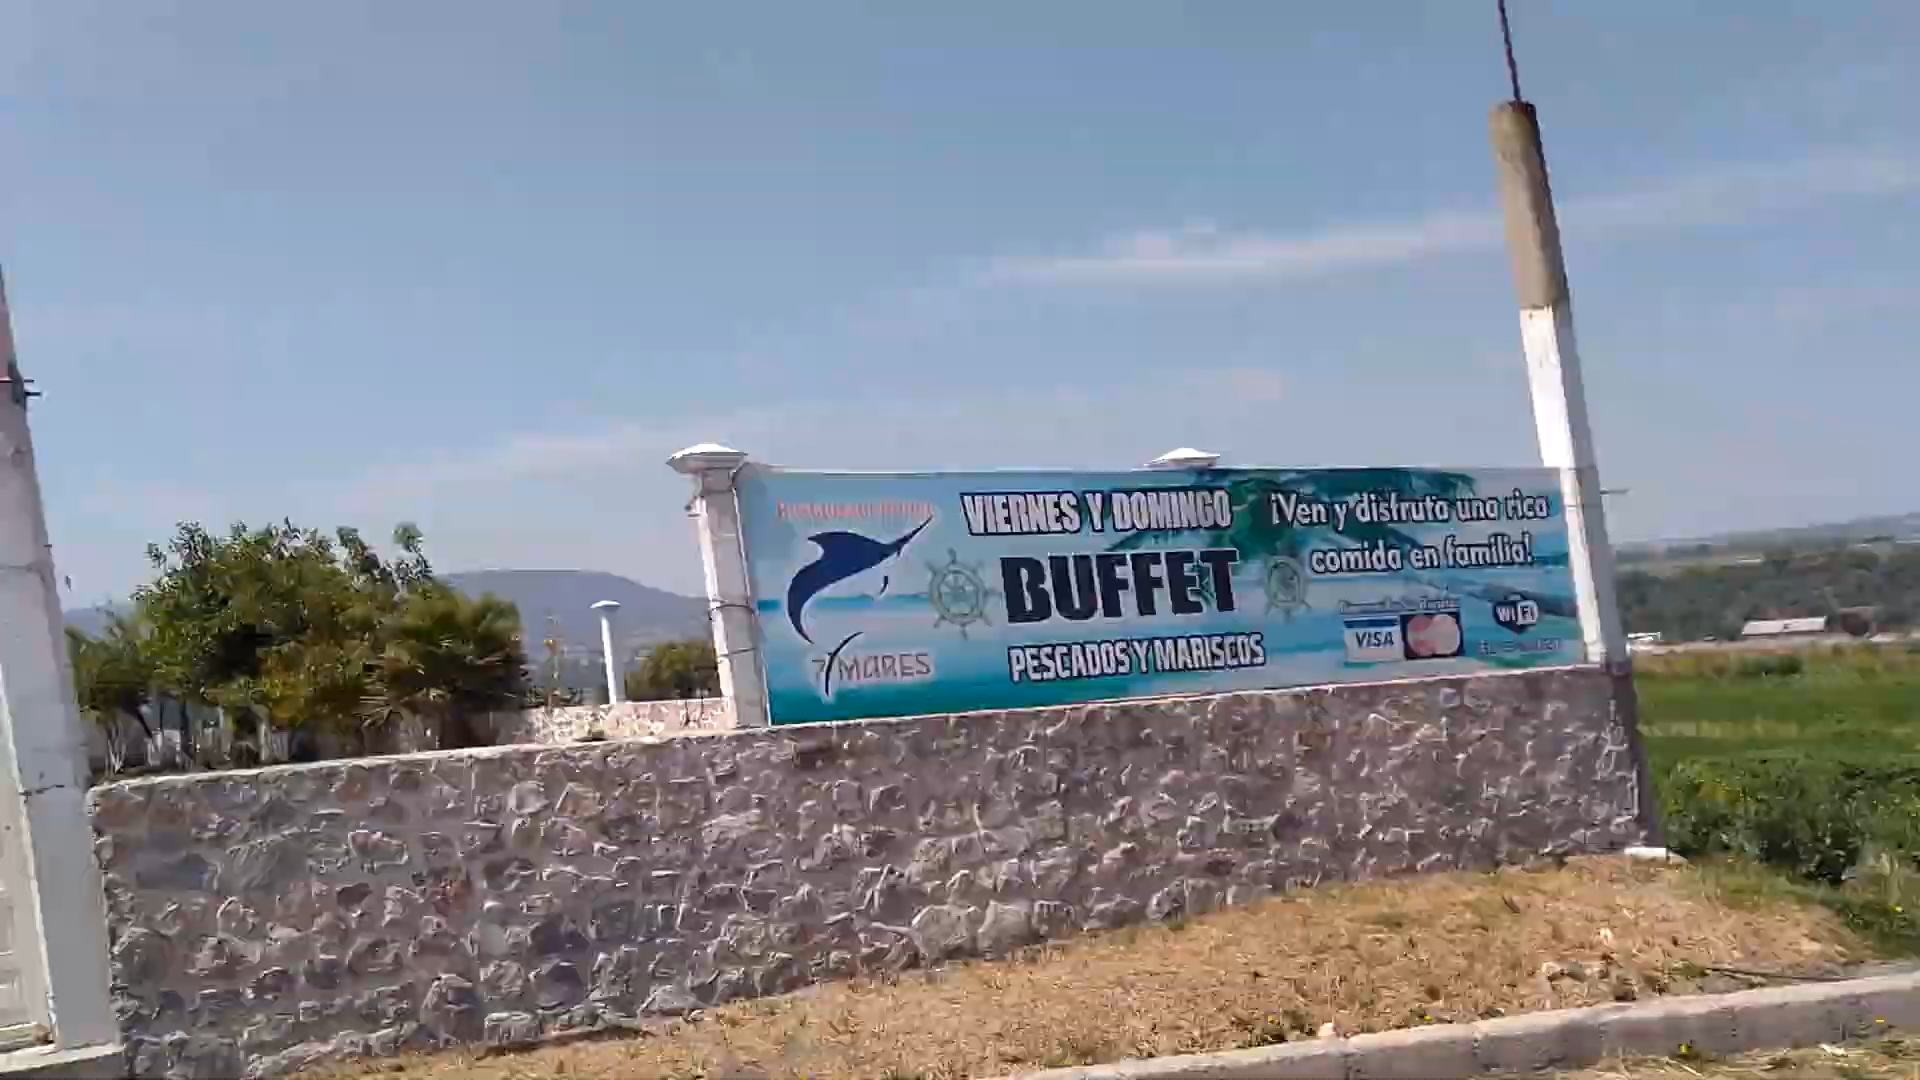 7 MARES
VIERNES Y DOMINGO
BUFFET
PESCADOS Y MARISCOS
¡Ven y disfruta una rica
comida en familia!
VISA
WiFi